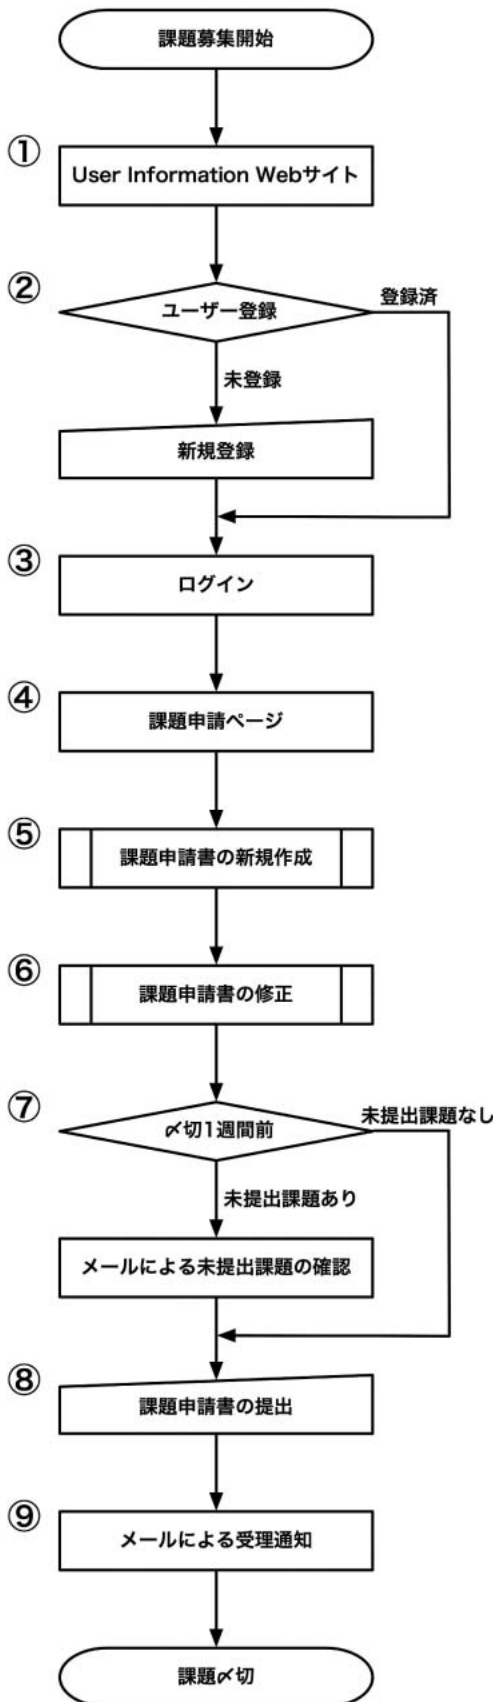 課題募集開始
①
User Information Webサイト
②
ユーザー登録
登録済
未登録
新規登録
③
ログイン
④
課題申請ページ
⑤
課題申請書の新規作成
⑥
課題申請書の修正
⑦
〆切1週間前
未提出課題なし
未提出課題あり
メールによる未提出課題の確認
⑧
課題申請書の提出
⑨
メールによる受理通知
課題〆切